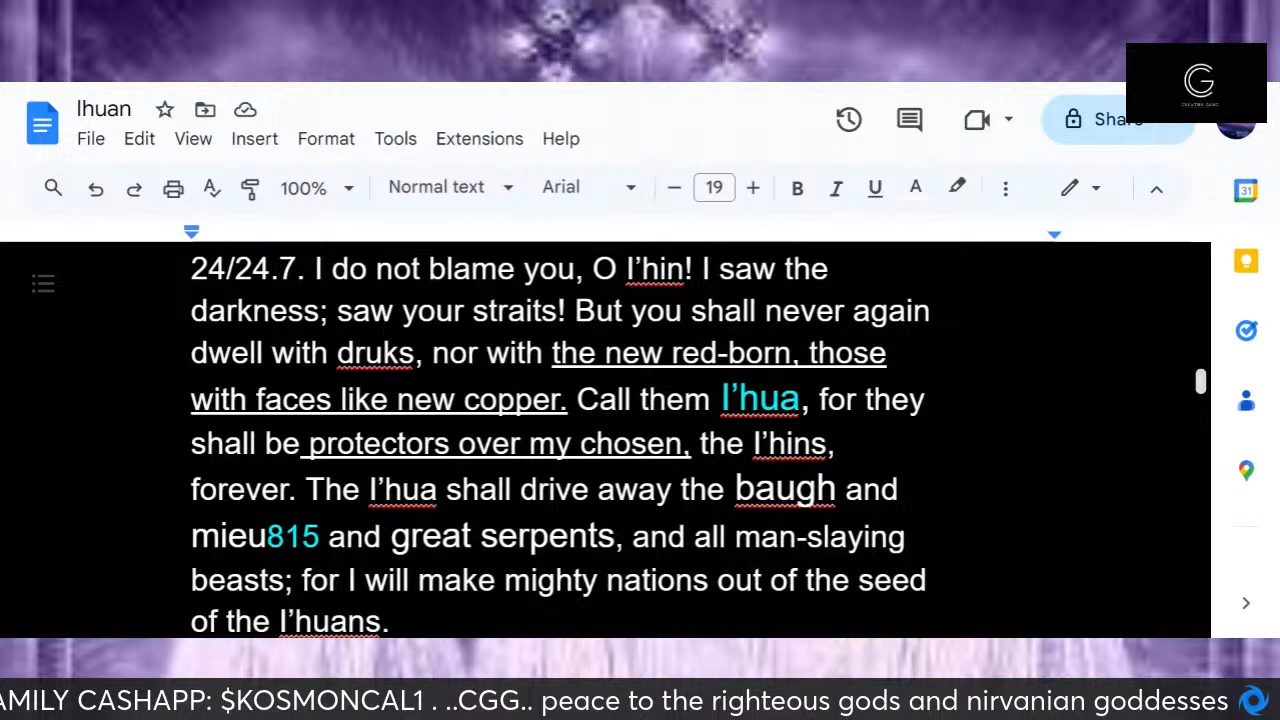 Ihuan
File Edit View Insert Format Tools Extensions Help
Share
CREATRX GANG
100% Normal text Arial 19 B I U A
31
24/24.7. I do not blame you, O I’hin! I saw the
darkness; saw your straits! But you shall never again
dwell with druks, nor with the new red-born, those
with faces like new copper. Call them I’hua, for they
shall be protectors over my chosen, the I’hins,
forever. The I’hua shall drive away the baugh and
mieu815 and great serpents, and all man-slaying
beasts; for I will make mighty nations out of the seed
of the I’huans.
AMILY CASHAPP: $KOSMONCAL1 . ..CGG.. peace to the righteous gods and nirvanian goddesses